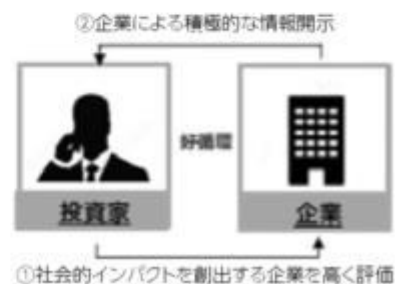 ②企業による積極的な情報開示
好循環
投資家
企業
①社会的インパクトを創出する企業を高く評価